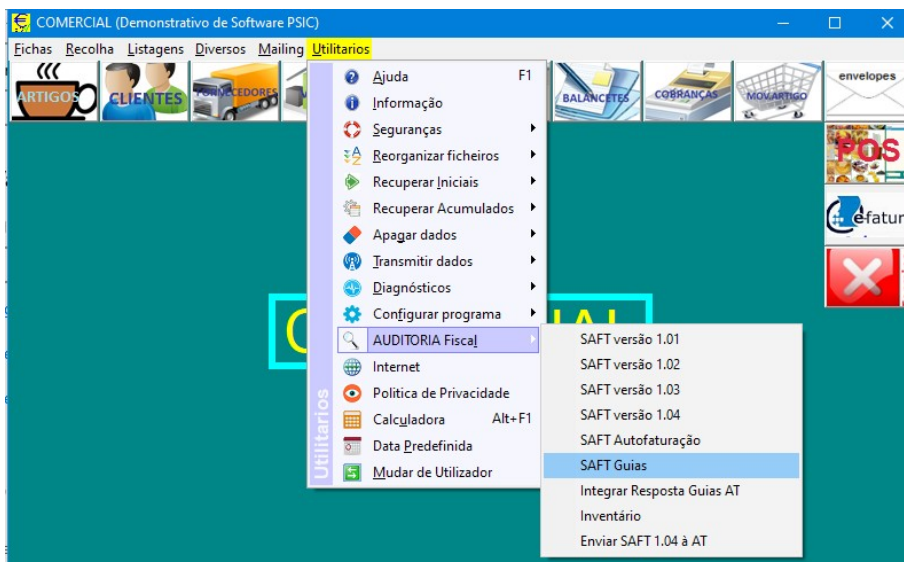 COMERCIAL (Demonstrativo de Software PSIC)
Fichas Recolha Listagens Diversos Mailing Utilitarios
ARTIGOS
CLIENTES
FORNECEDORES
BALANCETES
COBRANÇAS
MOV.ARTIGO
envelopes
POS
e-fatur
Utilitarios
Ajuda F1
Informação
Seguranças
Reorganizar ficheiros
Recuperar Iniciais
Recuperar Acumulados
Apagar dados
Transmitir dados
Diagnósticos
Configurar programa
AUDITORIA Fiscal
Internet
Politica de Privacidade
Calculadora Alt+F1
Data Predefinida
Mudar de Utilizador
SAFT versão 1.01
SAFT versão 1.02
SAFT versão 1.03
SAFT versão 1.04
SAFT Autofaturação
SAFT Guias
Integrar Resposta Guias AT
Inventário
Enviar SAFT 1.04 à AT